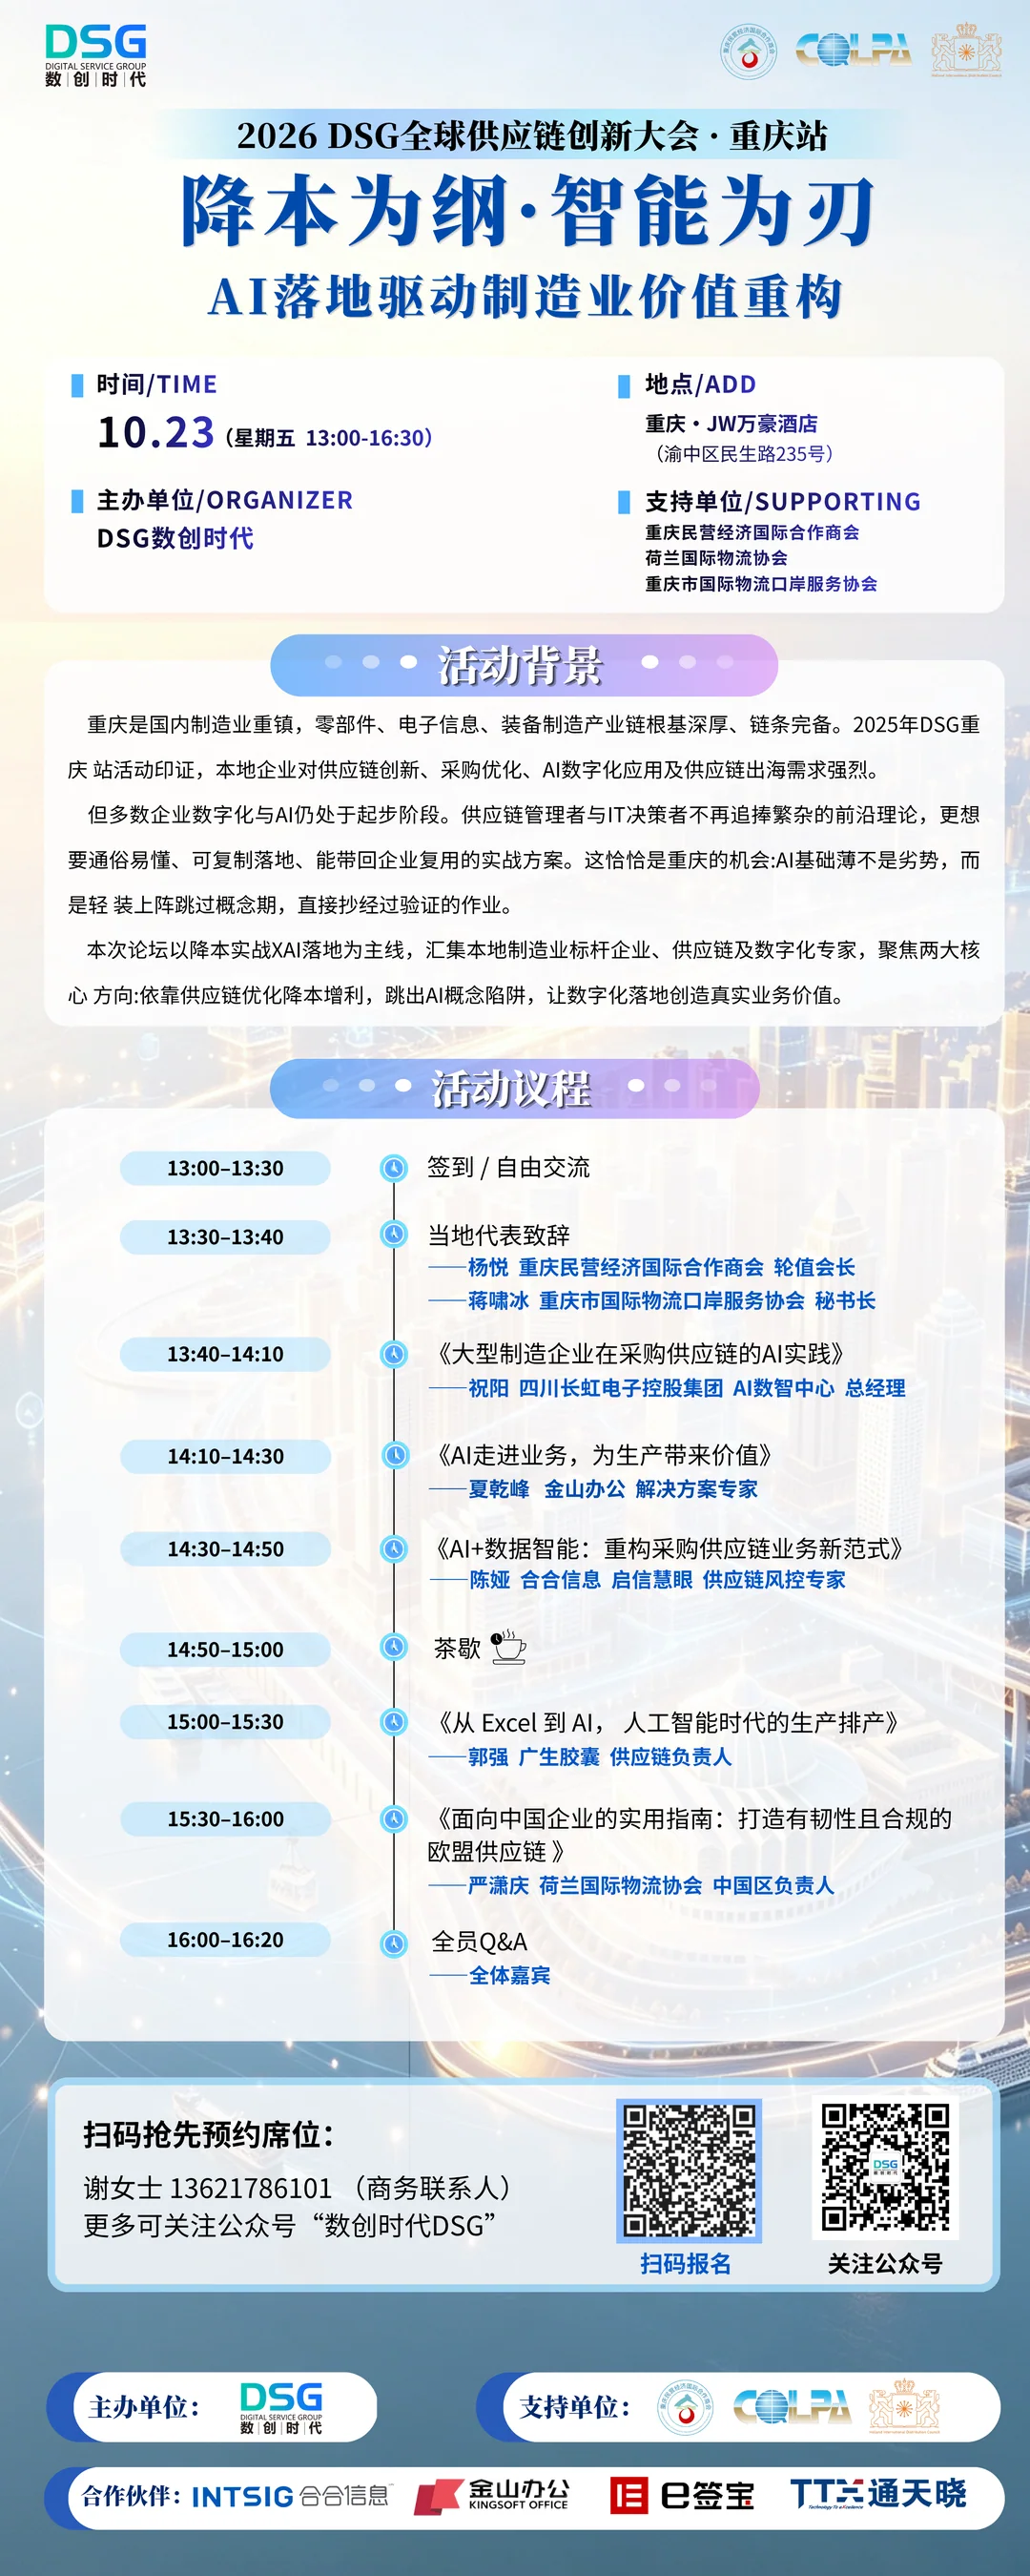 DSG
DIGITAL SERVICE GROUP
数|创|时|代
COLPA
2026 DSG全球供应链创新大会 · 重庆站
降本为纲·智能为刃
AI落地驱动制造业价值重构
时间/TIME
10.23（星期五 13:00-16:30）
地点/ADD
重庆·JW万豪酒店
（渝中区民生路235号）
主办单位/ORGANIZER
DSG数创时代
支持单位/SUPPORTING
重庆民营经济国际合作商会
荷兰国际物流协会
重庆市国际物流口岸服务协会
活动背景
重庆是国内制造业重镇，零部件、电子信息、装备制造产业链根基深厚、链条完备。2025年DSG重
庆 站活动印证，本地企业对供应链创新、采购优化、AI数字化应用及供应链出海需求强烈。
但多数企业数字化与AI仍处于起步阶段。供应链管理者与IT决策者不再追捧繁杂的前沿理论，更想
要通俗易懂、可复制落地、能带回企业复用的实战方案。这恰恰是重庆的机会:AI基础薄不是劣势，而
是轻 装上阵跳过概念期，直接抄经过验证的作业。
本次论坛以降本实战XAI落地为主线，汇集本地制造业标杆企业、供应链及数字化专家，聚焦两大核
心 方向:依靠供应链优化降本增利，跳出AI概念陷阱，让数字化落地创造真实业务价值。
活动议程
13:00–13:30
签到 / 自由交流
13:30–13:40
当地代表致辞
——杨悦 重庆民营经济国际合作商会 轮值会长
——蒋啸冰 重庆市国际物流口岸服务协会 秘书长
13:40–14:10
《大型制造企业在采购供应链的AI实践》
——祝阳 四川长虹电子控股集团 AI数智中心 总经理
14:10–14:30
《AI走进业务，为生产带来价值》
——夏乾峰 金山办公 解决方案专家
14:30–14:50
《AI+数据智能：重构采购供应链业务新范式》
——陈娅 合合信息 启信慧眼 供应链风控专家
14:50–15:00
茶歇
15:00–15:30
《从 Excel 到 AI， 人工智能时代的生产排产》
——郭强 广生胶囊 供应链负责人
15:30–16:00
《面向中国企业的实用指南：打造有韧性且合规的
欧盟供应链 》
——严潇庆 荷兰国际物流协会 中国区负责人
16:00–16:20
全员Q&A
——全体嘉宾
扫码抢先预约席位：
谢女士 13621786101 （商务联系人）
更多可关注公众号“数创时代DSG”
DSG
扫码报名
关注公众号
主办单位：
DSG
DIGITAL SERVICE GROUP
数|创|时|代
支持单位：
COLPA
合作伙伴：
INTSIG 合合信息
金山办公
KINGSOFT OFFICE
e签宝
TTX通天晓